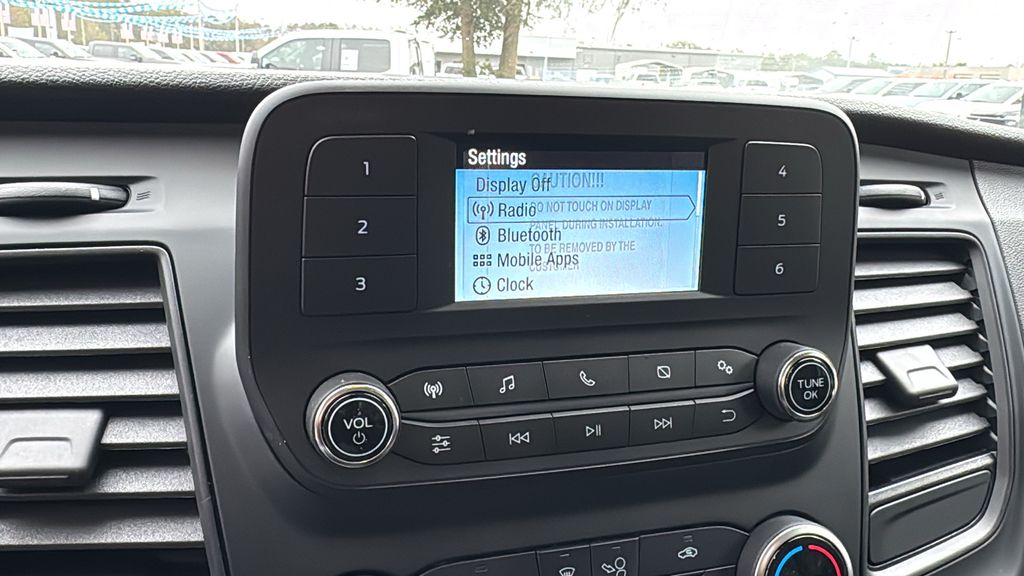 1
2
3
Settings
Display Off
Radio
Bluetooth
Mobile Apps
Clock
CAUTION!!!
DO NOT TOUCH ON DISPLAY
PANEL DURING INSTALLATION.
TO BE REMOVED BY THE
CUSTOMER
4
5
6
VOL
TUNE
OK